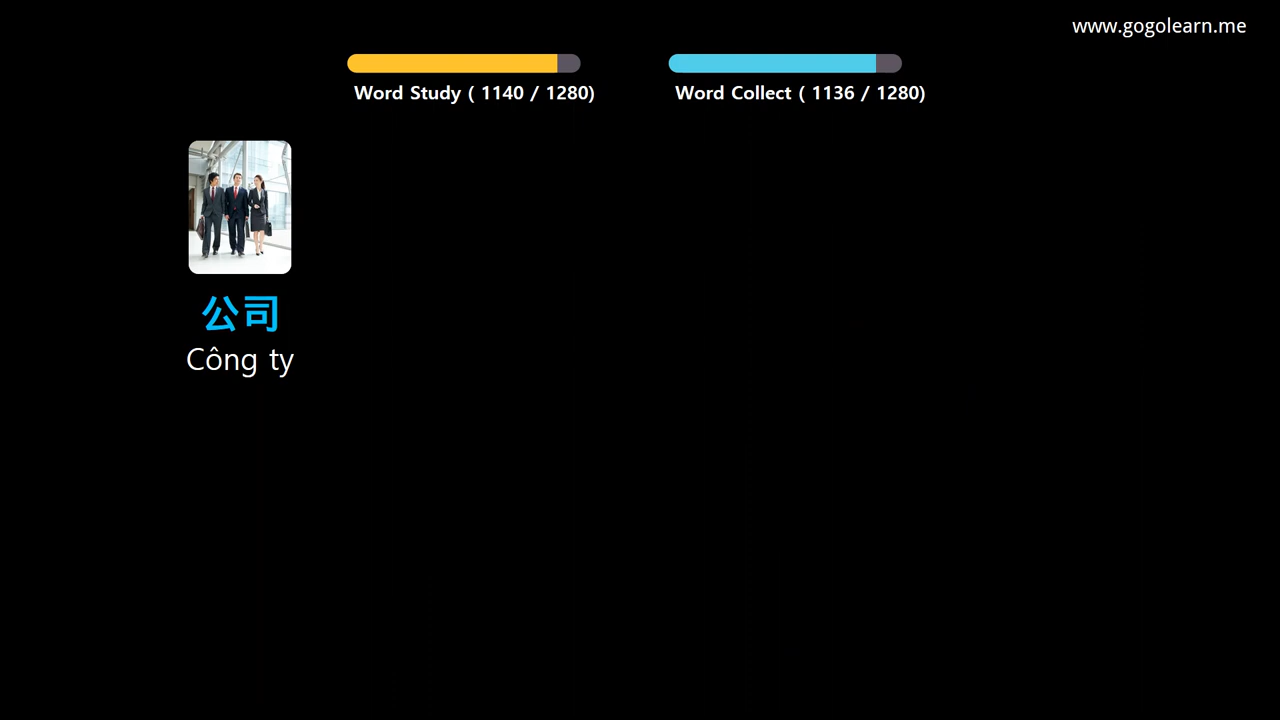 www.gogolearn.me
Word Study ( 1140 / 1280)
Word Collect ( 1136 / 1280)
公司
Công ty